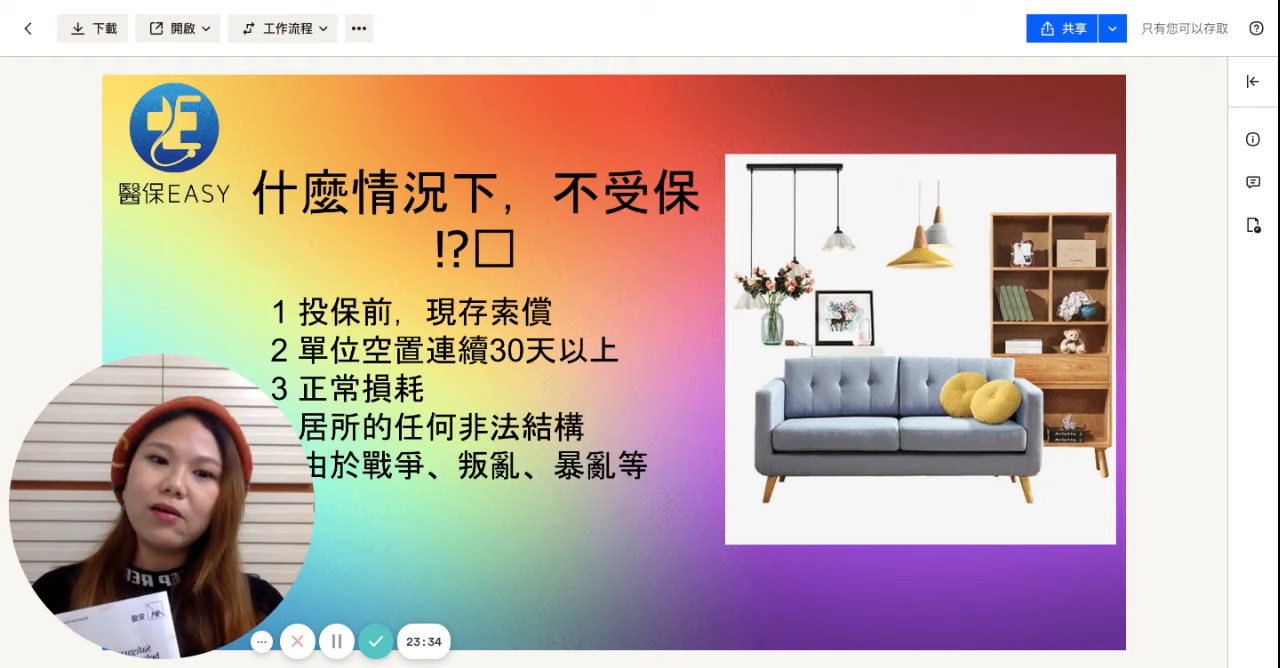 下載
開啟
工作流程
共享
只有您可以存取
醫保EASY
什麼情況下，不受保
!?□
1 投保前，現存索償
2 單位空置連續30天以上
3 正常損耗
居所的任何非法結構
由於戰爭、叛亂、暴亂等
23:34